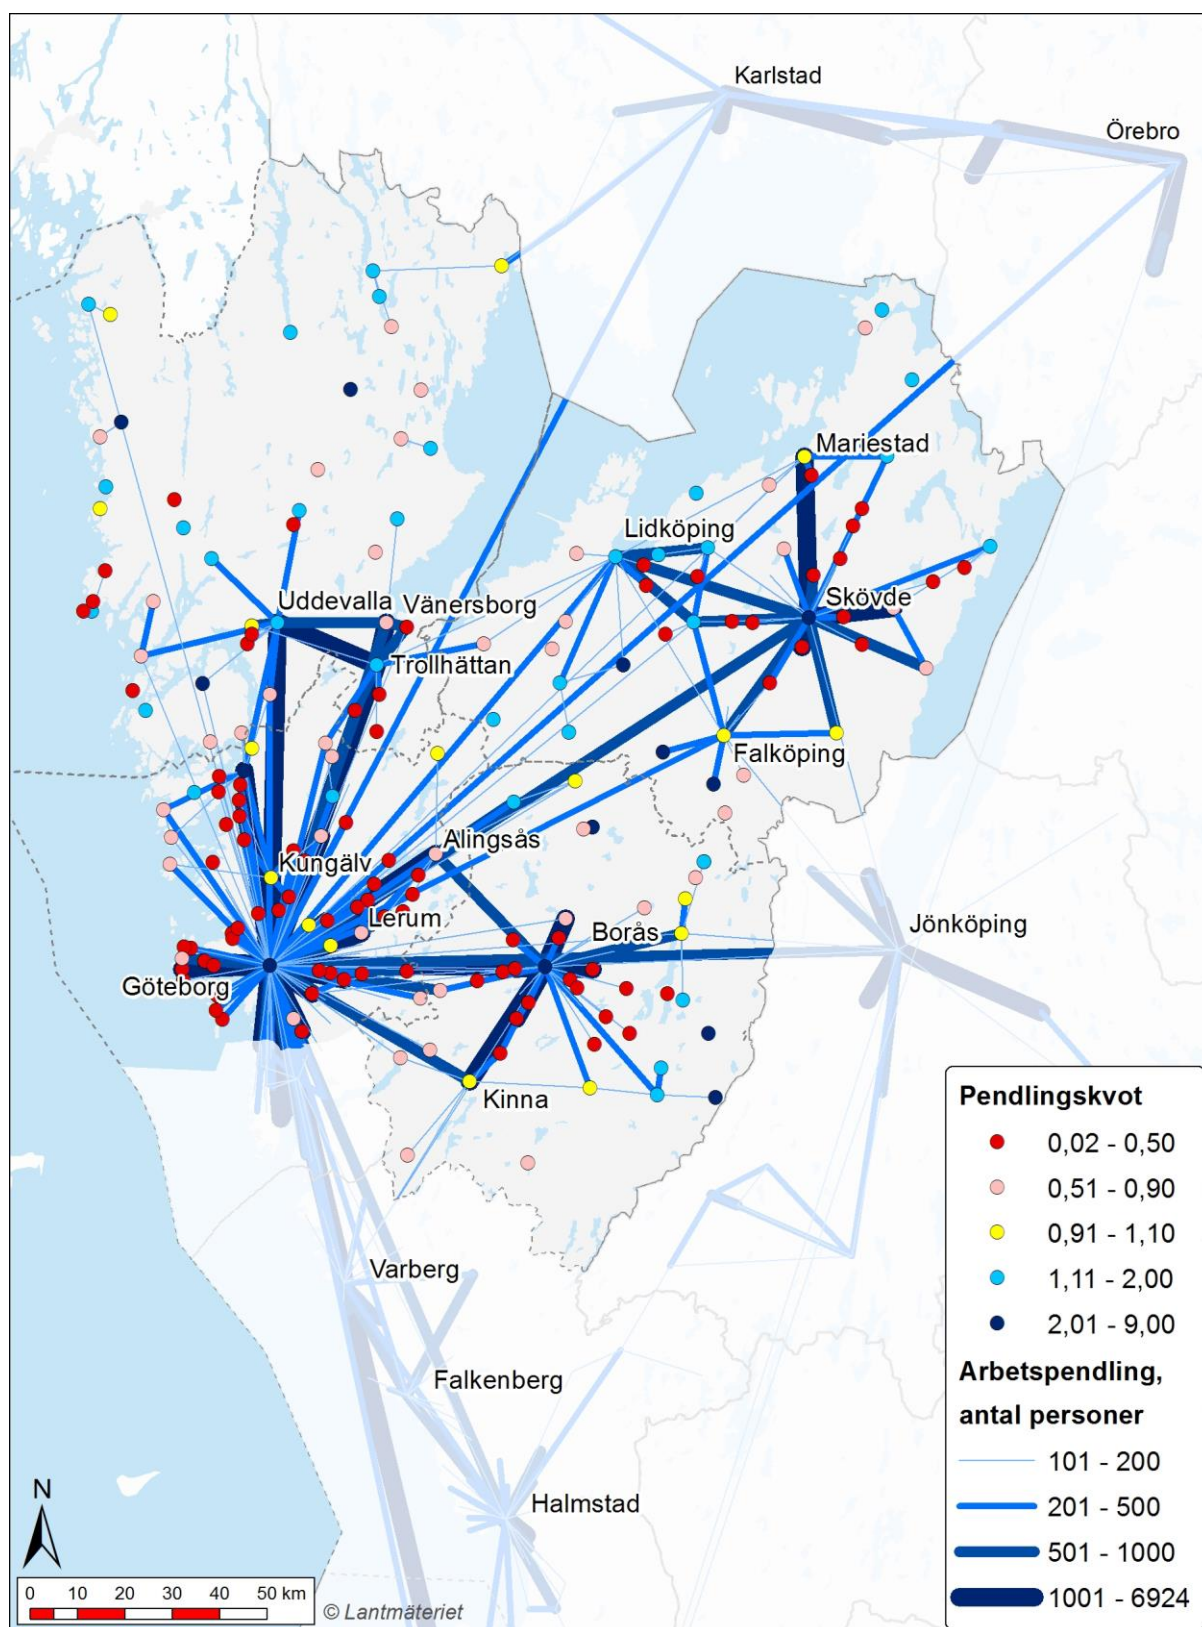 Karlstad
Örebro
Mariestad
Lidköping
Uddevalla
Vänersborg
Skövde
Trollhättan
Falköping
Alingsås
Kungälv
Lerum
Borås
Jönköping
Göteborg
Kinna
Varberg
Falkenberg
Halmstad
Pendlingskvot
0,02 - 0,50
0,51 - 0,90
0,91 - 1,10
1,11 - 2,00
2,01 - 9,00
Arbetspendling,
antal personer
101 - 200
201 - 500
501 - 1000
1001 - 6924
N
0 10 20 30 40 50 km
© Lantmäteriet